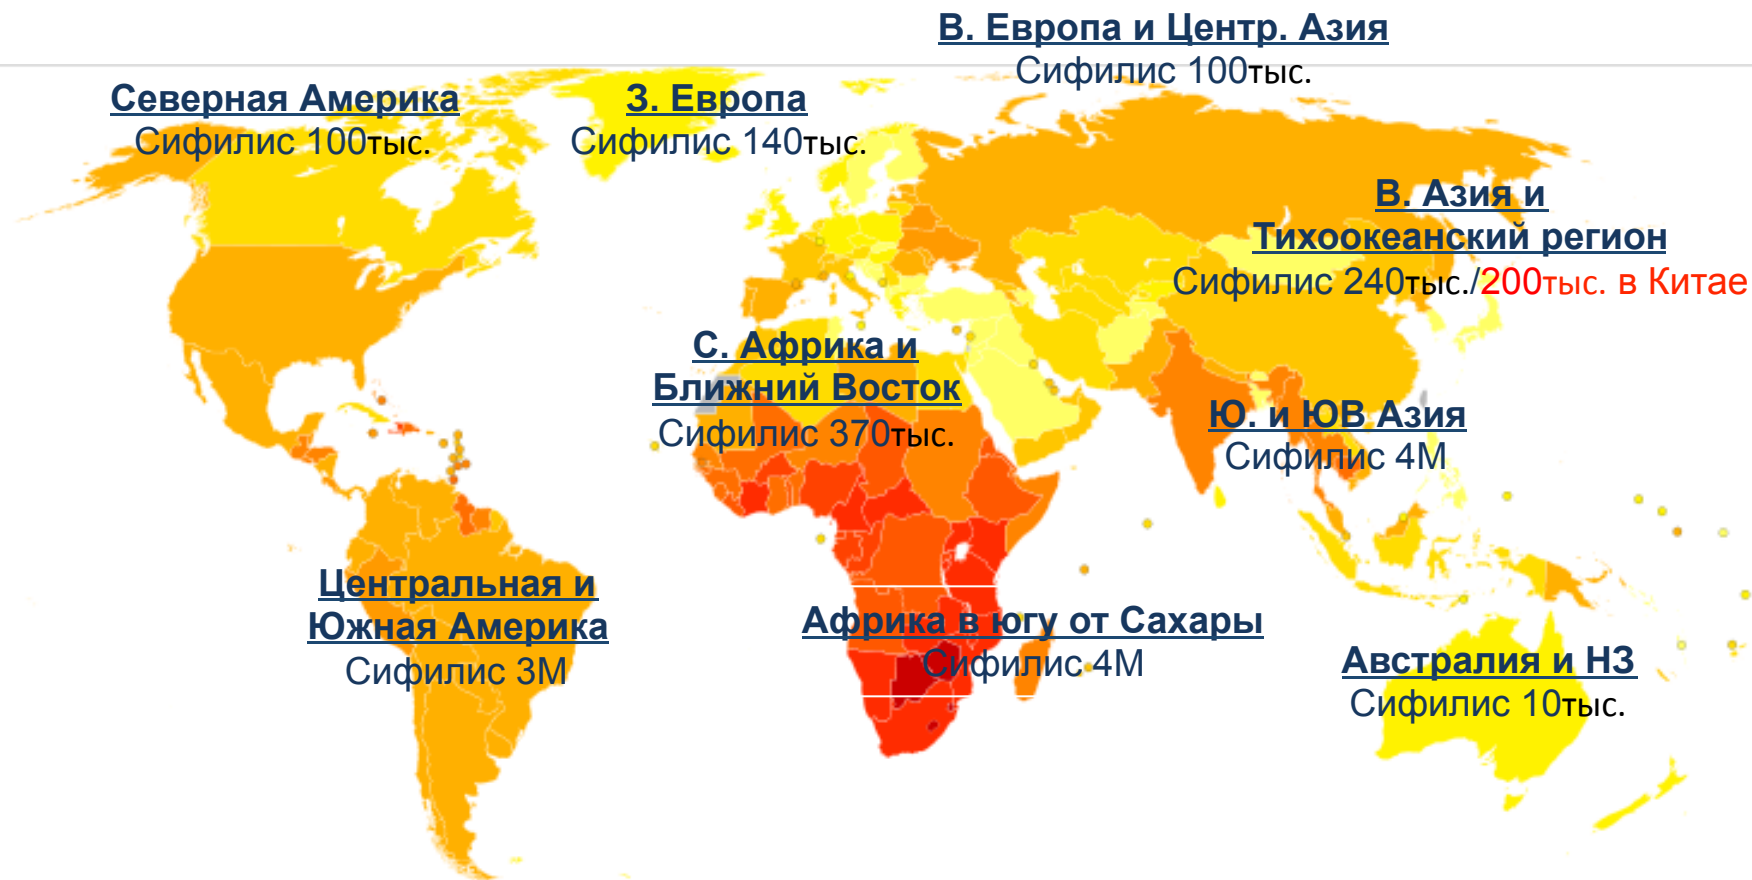 В. Европа и Центр. Азия
Сифилис 100тыс.
Северная Америка
Сифилис 100тыс.
З. Европа
Сифилис 140тыс.
В. Азия и
Тихоокеанский регион
Сифилис 240тыс./200тыс. в Китае
С. Африка и
Ближний Восток
Сифилис 370тыс.
Ю. и ЮВ Азия
Сифилис 4М
Центральная и
Южная Америка
Сифилис 3М
Африка в югу от Сахары
Сифилис 4М
Австралия и НЗ
Сифилис 10тыс.